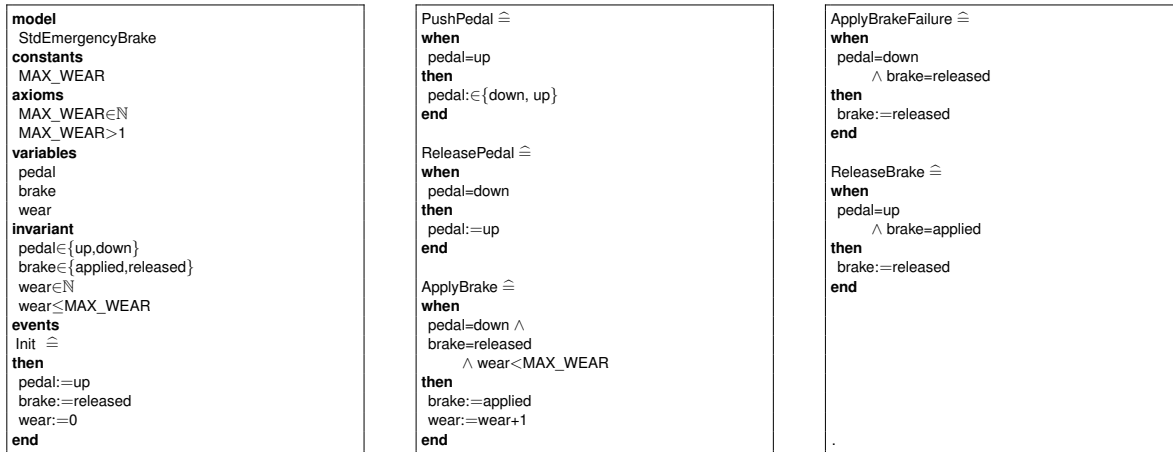 model
StdEmergencyBrake
constants
MAX_WEAR
axioms
MAX_WEAR∈ℕ
MAX_WEAR>1
variables
pedal
brake
wear
invariant
pedal∈{up,down}
brake∈{applied,released}
wear∈ℕ
wear≤MAX_WEAR
events
Init ≙
then
pedal:=up
brake:=released
wear:=0
end
PushPedal ≙
when
pedal=up
then
pedal:∈{down, up}
end
ReleasePedal ≙
when
pedal=down
then
pedal:=up
end
ApplyBrake ≙
when
pedal=down ∧
brake=released
∧ wear<MAX_WEAR
then
brake:=applied
wear:=wear+1
end
ApplyBrakeFailure ≙
when
pedal=down
∧ brake=released
then
brake:=released
end
ReleaseBrake ≙
when
pedal=up
∧ brake=applied
then
brake:=released
end
.